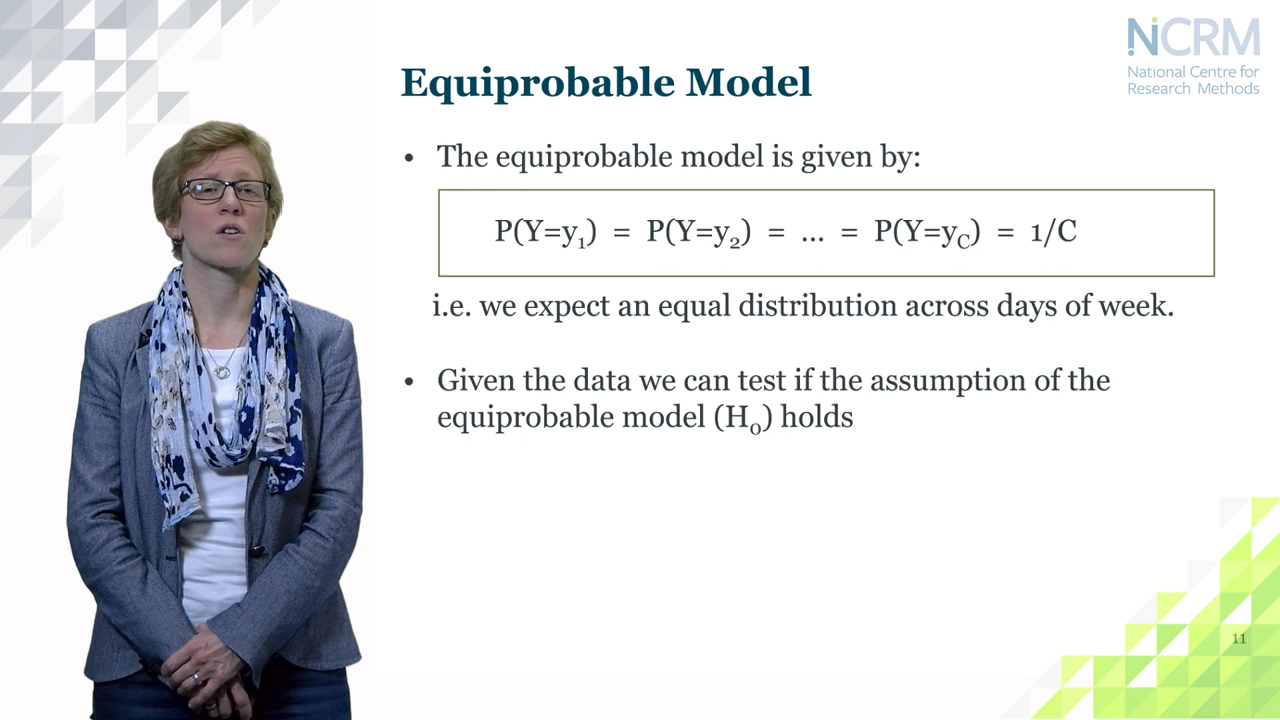 NCRM
National Centre for
Research Methods
Equiprobable Model
• The equiprobable model is given by:
P(Y=y₁) = P(Y=y₂) = ... = P(Y=y_C) = 1/C
i.e. we expect an equal distribution across days of week.
• Given the data we can test if the assumption of the
equiprobable model (H₀) holds
11